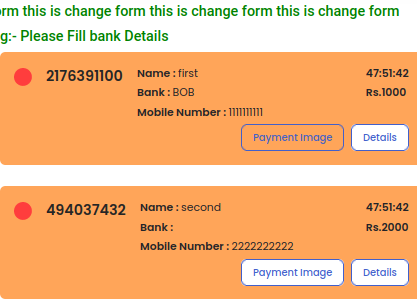 orm this is change form this is change form this is change form
g:- Please Fill bank Details
2176391100
Name : first
47:51:42
Bank : BOB
Rs.1000
Mobile Number : 1111111111
Payment Image
Details
494037432
Name : second
47:51:42
Bank :
Rs.2000
Mobile Number : 2222222222
Payment Image
Details